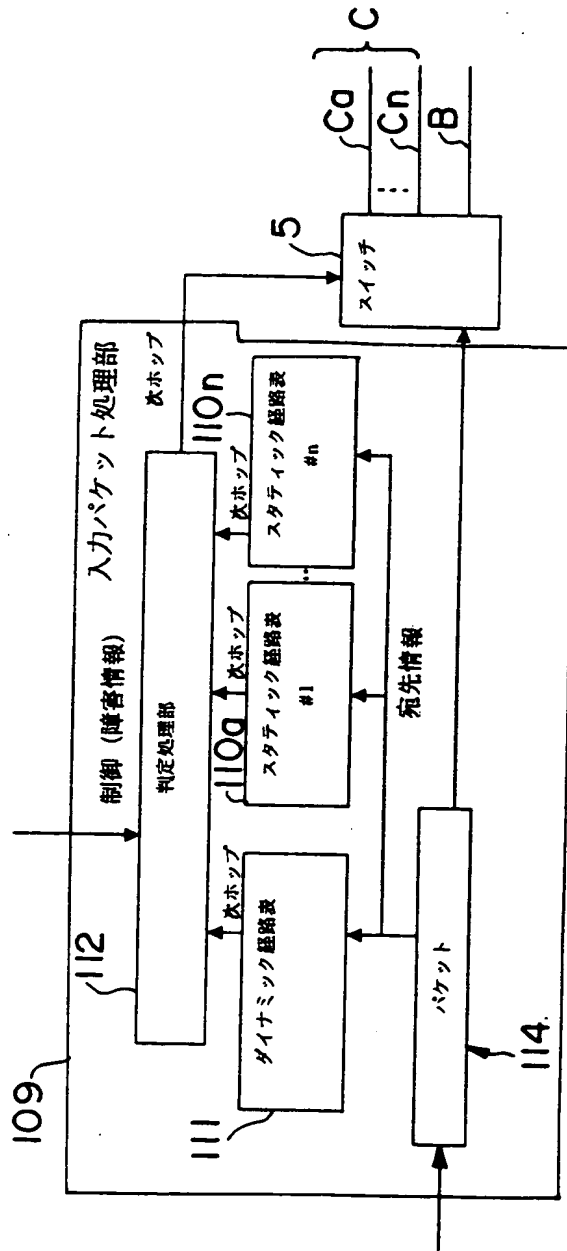 109
制御（障害情報）
入力パケット処理部
次ホップ
112
判定処理部
5
スイッチ
Ca
C
Cn
B
次ホップ
次ホップ
次ホップ
111
ダイナミック経路表
110a
スタティック経路表
#1
110n
スタティック経路表
#n
宛先情報
パケット
114